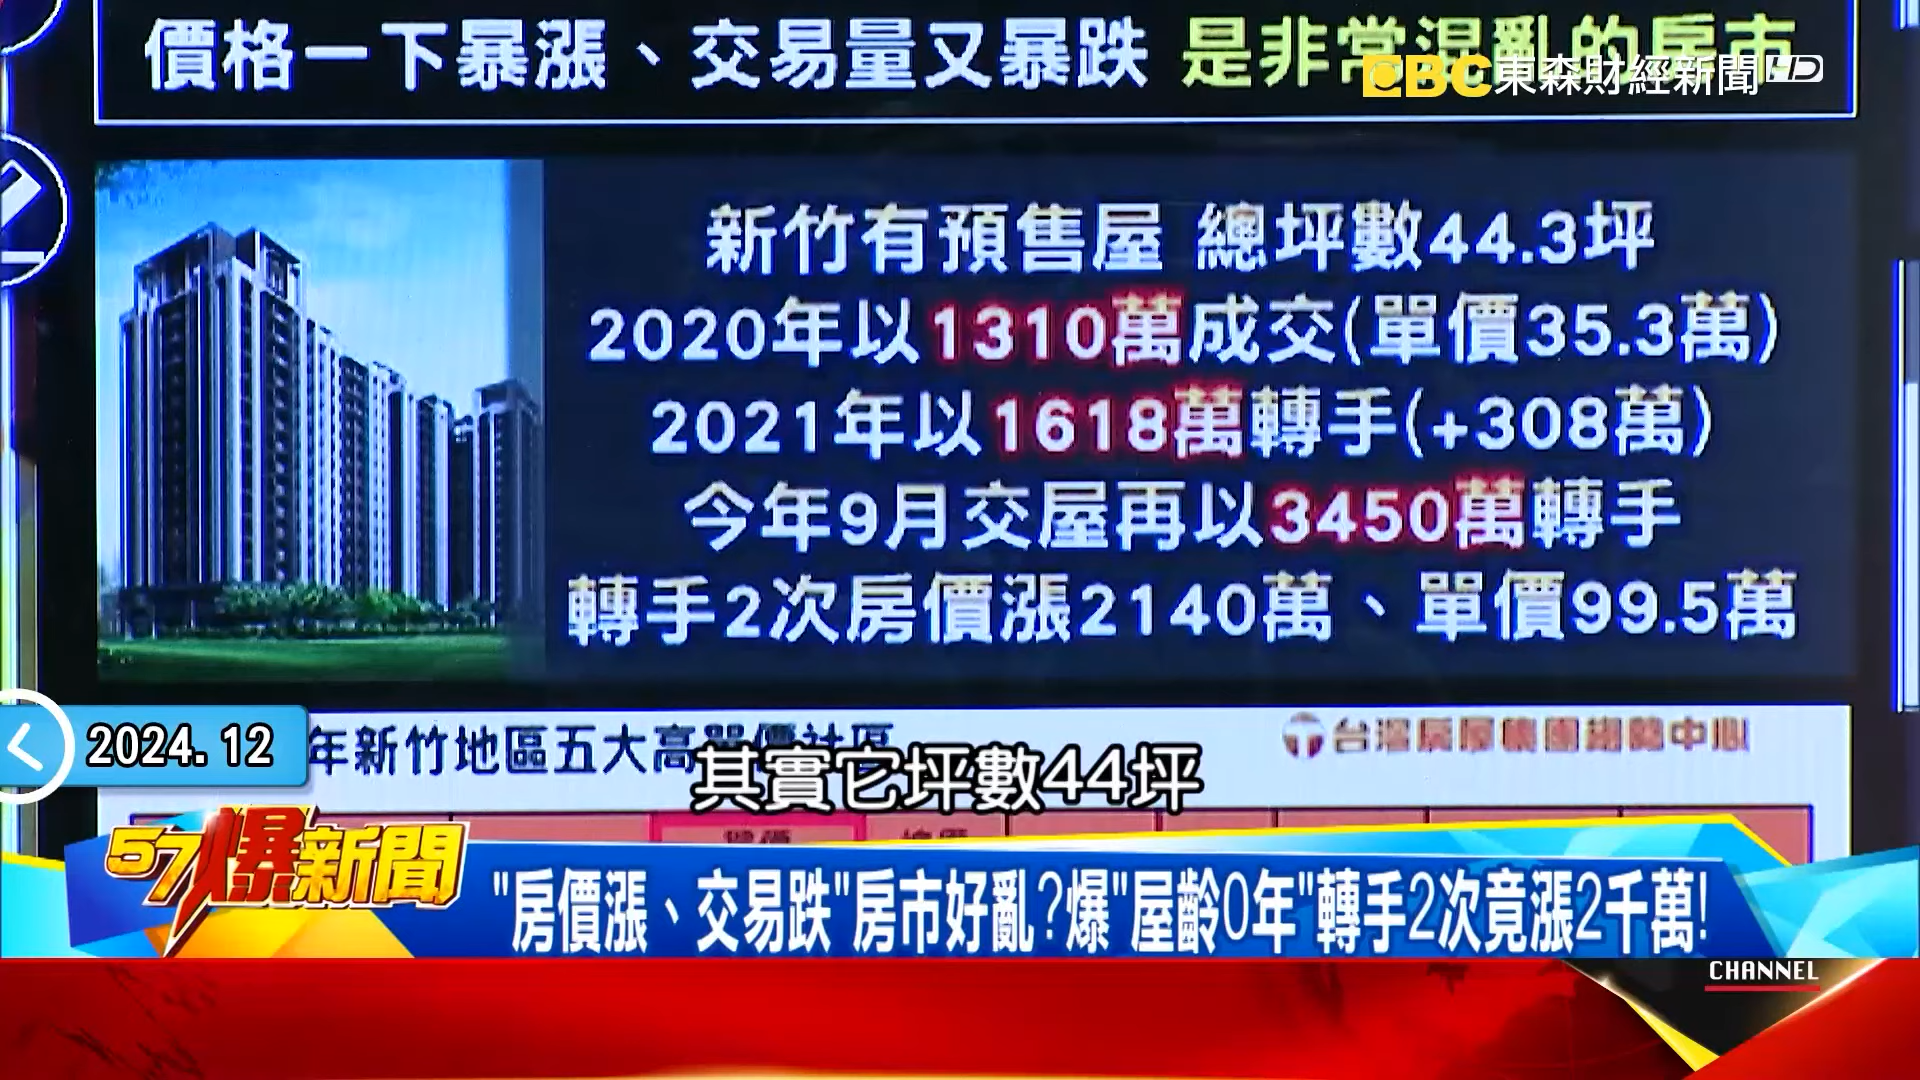 價格一下暴漲、交易量又暴跌 是非常混亂的房市
EBC東森財經新聞HD
新竹有預售屋 總坪數44.3坪
2020年以1310萬成交(單價35.3萬)
2021年以1618萬轉手(+308萬)
今年9月交屋再以3450萬轉手
轉手2次房價漲2140萬、單價99.5萬
2024.12
年新竹地區五大高單價社區
台灣房屋集團趨勢中心
其實它坪數44坪
57爆新聞
"房價漲、交易跌"房市好亂?爆"屋齡0年"轉手2次竟漲2千萬!
CHANNEL